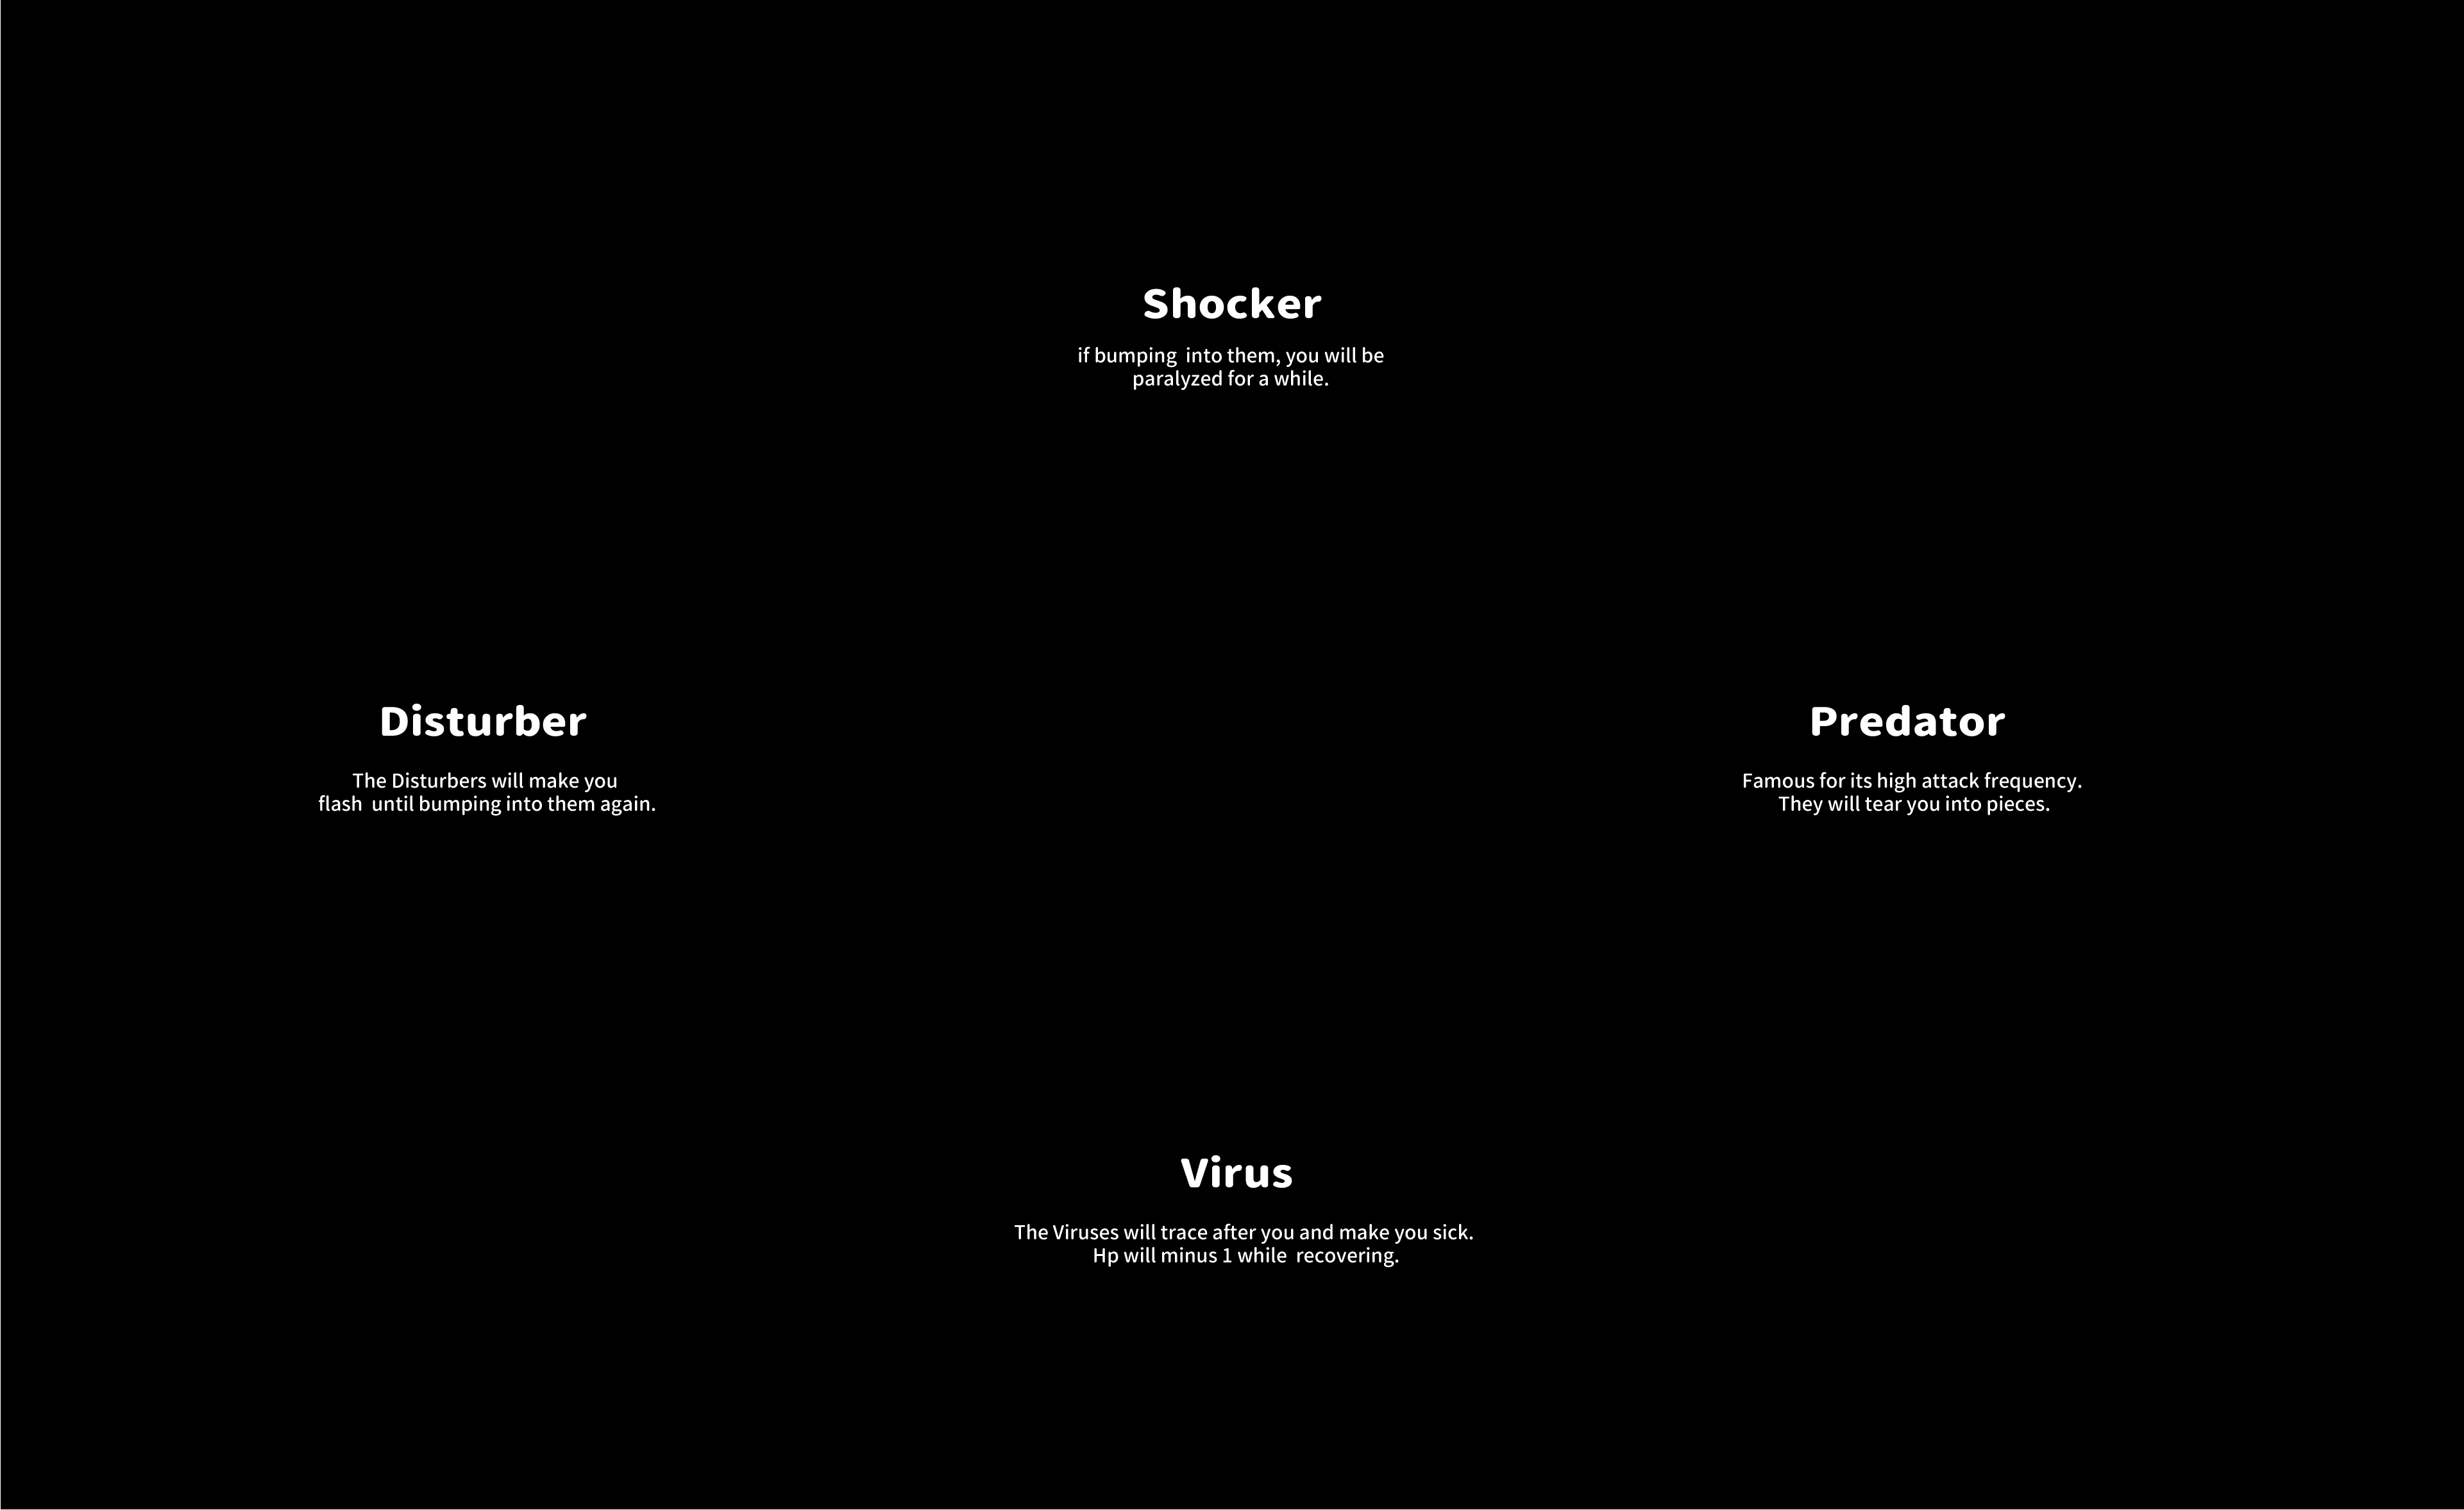 Shocker
if bumping  into them, you will be
paralyzed for a while.
Disturber
The Disturbers will make you
flash  until bumping into them again.
Predator
Famous for its high attack frequency.
They will tear you into pieces.
Virus
The Viruses will trace after you and make you sick.
Hp will minus 1 while  recovering.